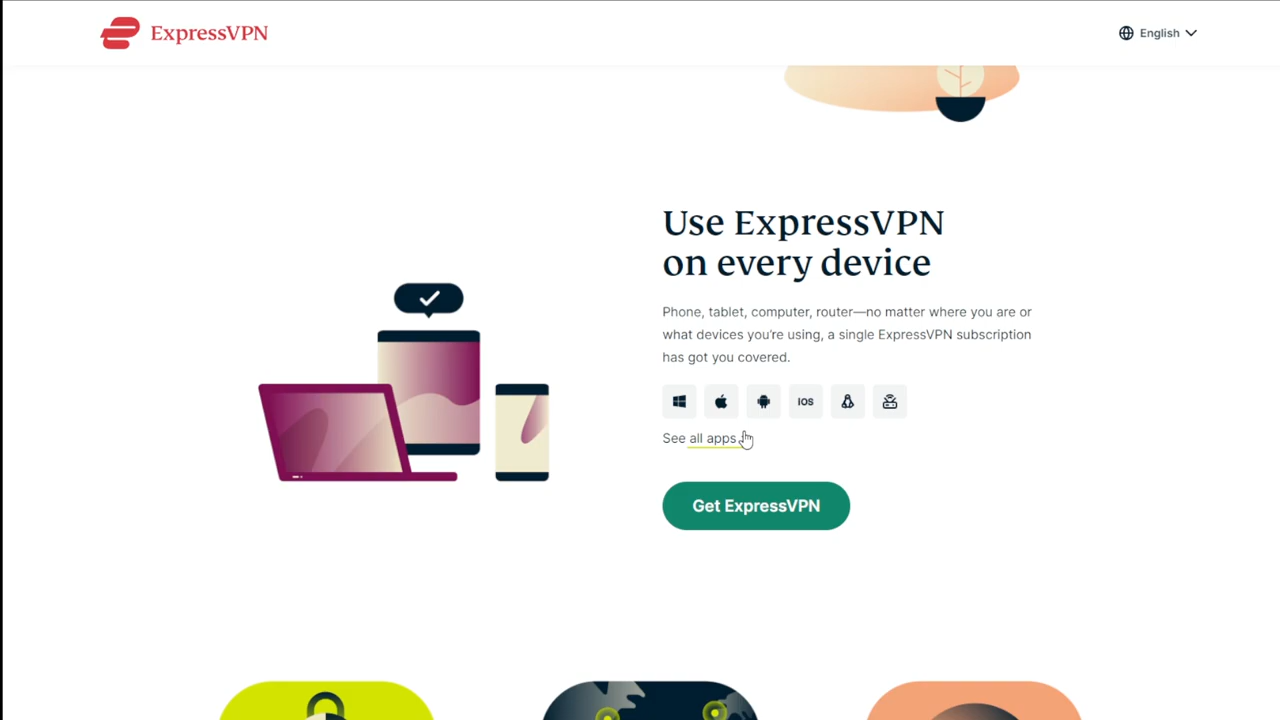 ExpressVPN
English
Use ExpressVPN
on every device
Phone, tablet, computer, router—no matter where you are or
what devices you’re using, a single ExpressVPN subscription
has got you covered.
IOS
See all apps
Get ExpressVPN